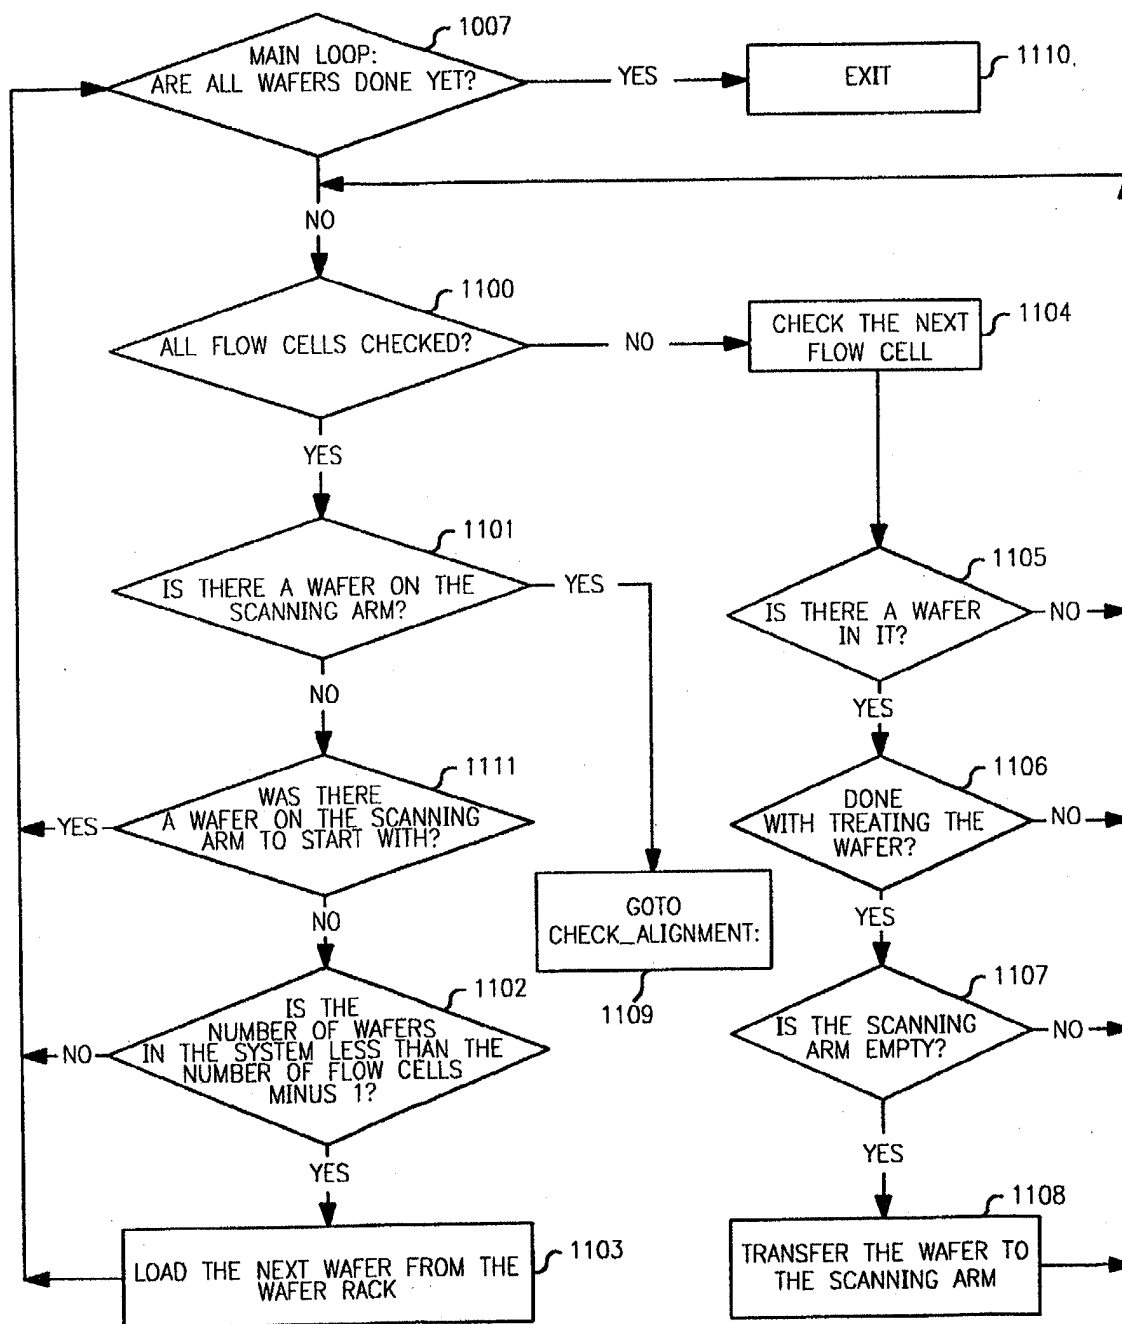 1007
MAIN LOOP:
ARE ALL WAFERS DONE YET?
YES
EXIT
1110
NO
1100
ALL FLOW CELLS CHECKED?
NO
CHECK THE NEXT
FLOW CELL
1104
YES
1101
IS THERE A WAFER ON THE
SCANNING ARM?
YES
1105
IS THERE A WAFER
IN IT?
NO
NO
YES
1111
WAS THERE
A WAFER ON THE SCANNING
ARM TO START WITH?
YES
1106
DONE
WITH TREATING THE
WAFER?
NO
GOTO
CHECK_ALIGNMENT:
1109
NO
YES
1102
IS THE
NUMBER OF WAFERS
IN THE SYSTEM LESS THAN THE
NUMBER OF FLOW CELLS
MINUS 1?
NO
1107
IS THE SCANNING
ARM EMPTY?
NO
YES
YES
1103
LOAD THE NEXT WAFER FROM THE
WAFER RACK
1108
TRANSFER THE WAFER TO
THE SCANNING ARM